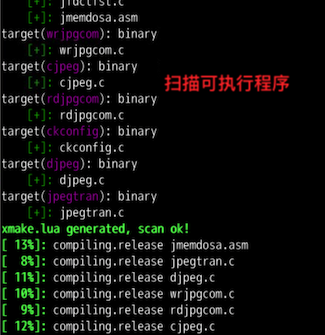 [+]: jfdctfst.c
[+]: jmemdosa.asm
target(wrjpgcom): binary
[+]: wrjpgcom.c
target(cjpeg): binary
[+]: cjpeg.c
扫描可执行程序
target(rdjpgcom): binary
[+]: rdjpgcom.c
target(ckconfig): binary
[+]: ckconfig.c
target(djpeg): binary
[+]: djpeg.c
target(jpegtran): binary
[+]: jpegtran.c
xmake.lua generated, scan ok!
[ 13%]: compiling.release jmemdosa.asm
[  8%]: compiling.release jpegtran.c
[ 11%]: compiling.release djpeg.c
[ 10%]: compiling.release wrjpgcom.c
[  9%]: compiling.release rdjpgcom.c
[ 12%]: compiling.release cjpeg.c